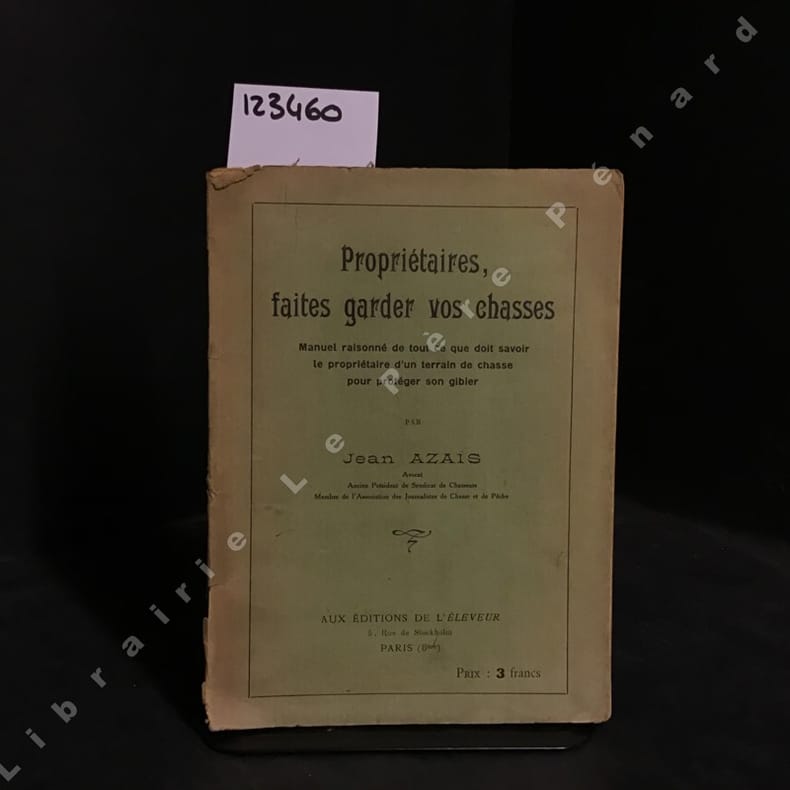 123460
Propriétaires,
faites garder vos chasses
Manuel raisonné de tout ce que doit savoir
le propriétaire d'un terrain de chasse
pour protéger son gibier
PAR
Jean AZAÏS
Avocat
Ancien Président de Syndicat de Chasseurs
Membre de l'Association des Journalistes de Chasse et de Pêche
AUX ÉDITIONS DE L'ÉLEVEUR
5, Rue de Stockholm
PARIS (8me)
PRIX : 3 francs
Librairie Le Père Pénard